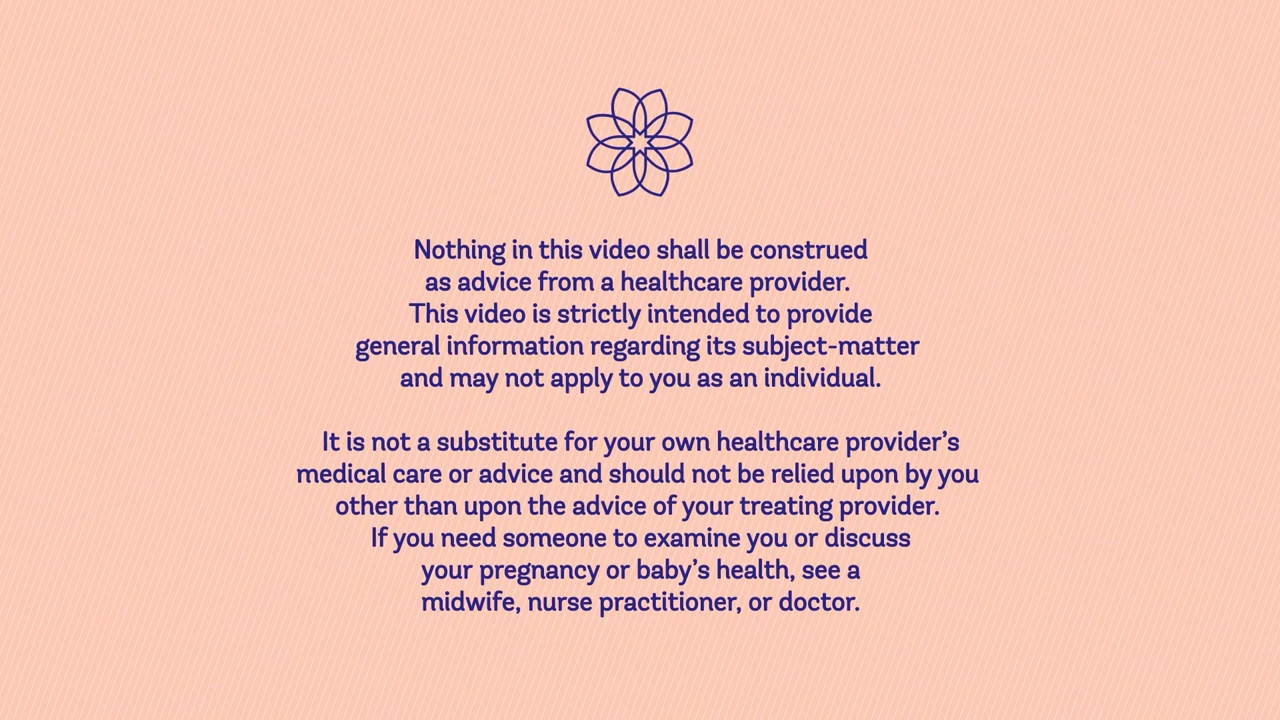 Nothing in this video shall be construed
as advice from a healthcare provider.
This video is strictly intended to provide
general information regarding its subject-matter
and may not apply to you as an individual.
It is not a substitute for your own healthcare provider’s
medical care or advice and should not be relied upon by you
other than upon the advice of your treating provider.
If you need someone to examine you or discuss
your pregnancy or baby’s health, see a
midwife, nurse practitioner, or doctor.